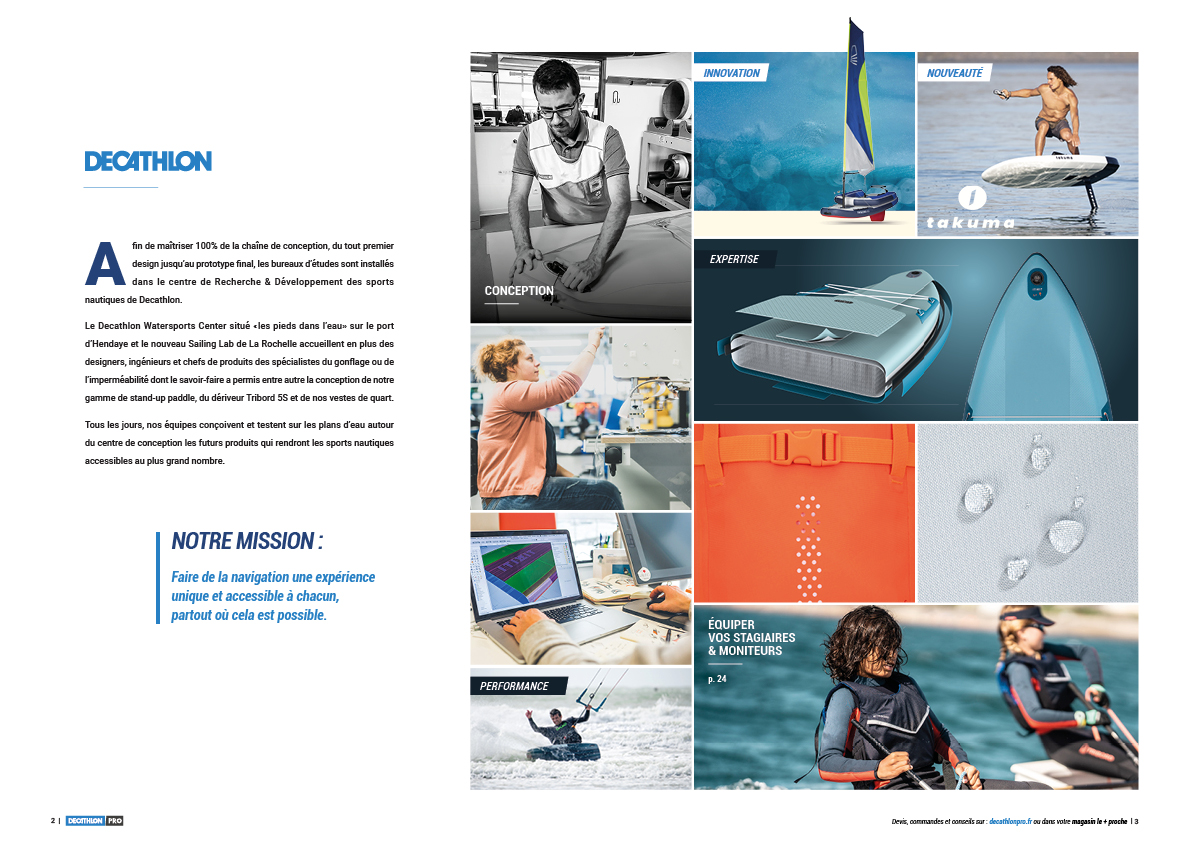 DECATHLON
Afin de maîtriser 100% de la chaîne de conception, du tout premier
design jusqu'au prototype final, les bureaux d'études sont installés
dans le centre de Recherche & Développement des sports
nautiques de Decathlon.
Le Decathlon Watersports Center situé «les pieds dans l'eau» sur le port
d'Hendaye et le nouveau Sailing Lab de La Rochelle accueillent en plus des
designers, ingénieurs et chefs de produits des spécialistes du gonflage ou de
l'imperméabilité dont le savoir-faire a permis entre autre la conception de notre
gamme de stand-up paddle, du dériveur Tribord 5S et de nos vestes de quart.
Tous les jours, nos équipes conçoivent et testent sur les plans d'eau autour
du centre de conception les futurs produits qui rendront les sports nautiques
accessibles au plus grand nombre.
NOTRE MISSION :
Faire de la navigation une expérience
unique et accessible à chacun,
partout où cela est possible.
2 | DECATHLON PRO
CONCEPTION
INNOVATION
NOUVEAUTÉ
takuma
takuma
EXPERTISE
PERFORMANCE
ÉQUIPER
VOS STAGIAIRES
& MONITEURS
p. 24
Devis, commandes et conseils sur : decathlonpro.fr ou dans votre magasin le + proche | 3